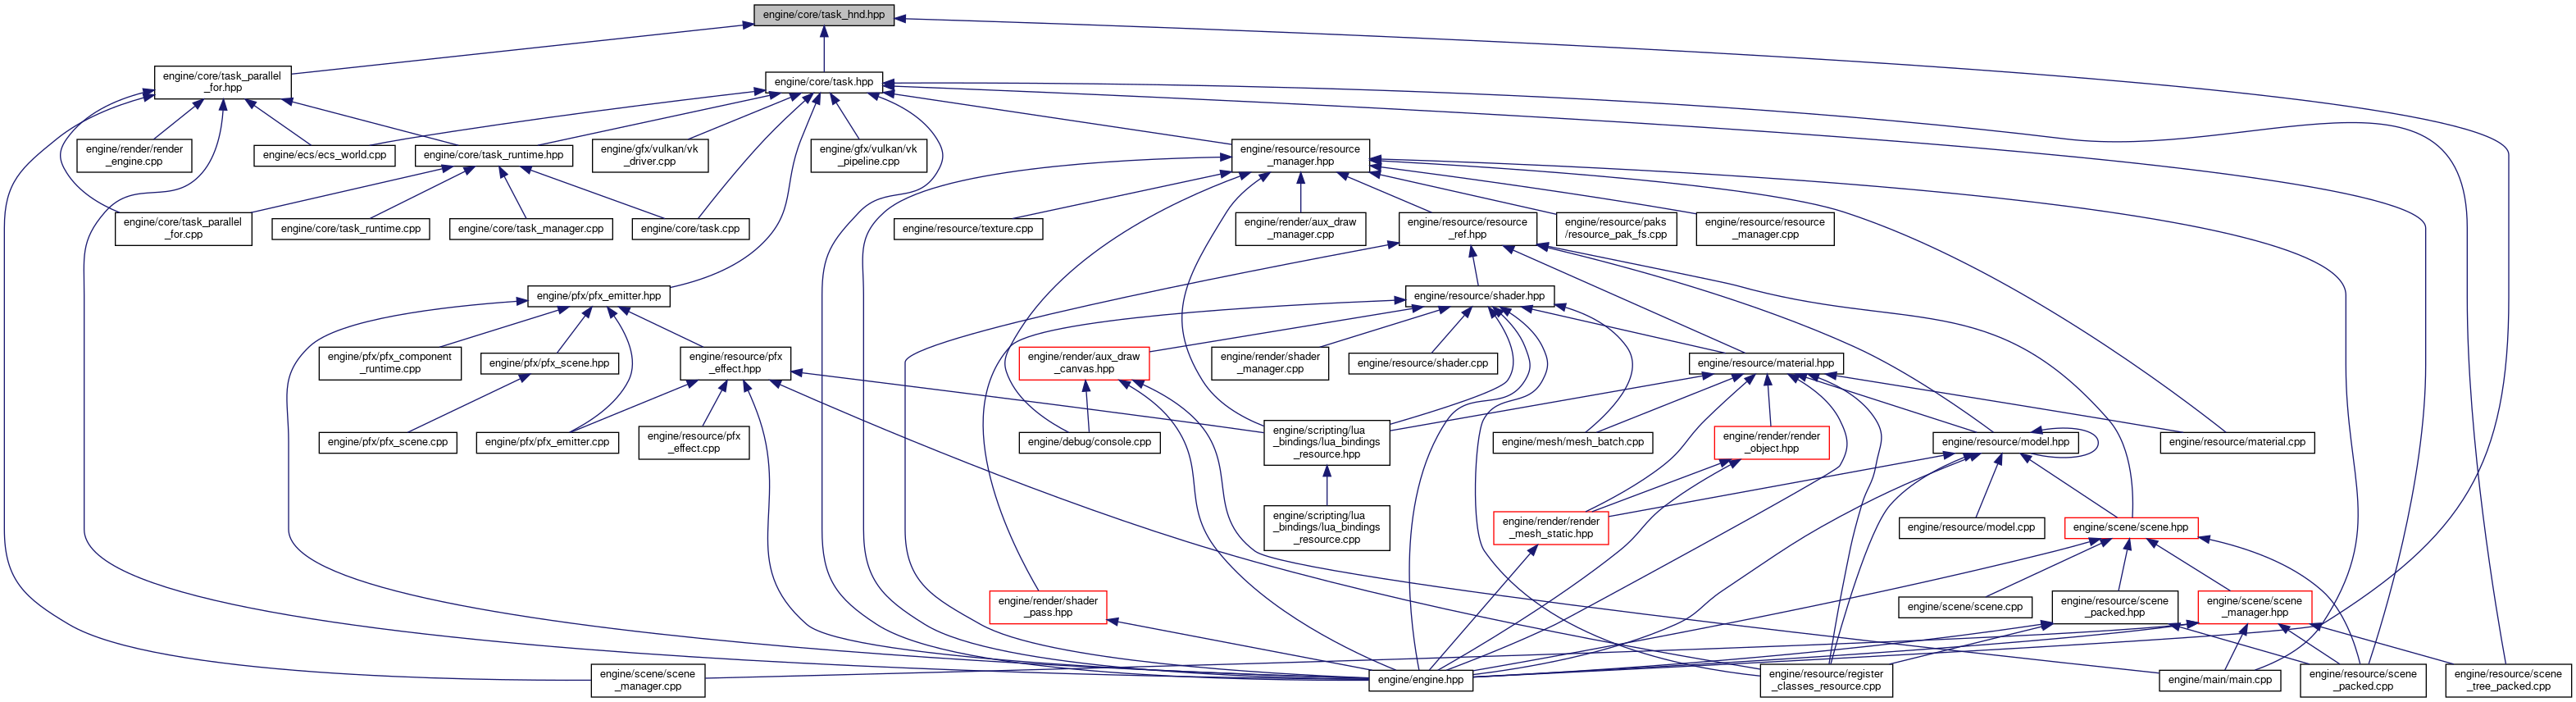 engine/core/task_hnd.hpp
engine/core/task_parallel
_for.hpp
engine/core/task.hpp
engine/render/render
_engine.cpp
engine/ecs/ecs_world.cpp
engine/core/task_runtime.hpp
engine/gfx/vulkan/vk
_driver.cpp
engine/gfx/vulkan/vk
_pipeline.cpp
engine/resource/resource
_manager.hpp
engine/core/task_parallel
_for.cpp
engine/core/task_runtime.cpp
engine/core/task_manager.cpp
engine/core/task.cpp
engine/resource/texture.cpp
engine/render/aux_draw
_manager.cpp
engine/resource/resource
_ref.hpp
engine/resource/paks
/resource_pak_fs.cpp
engine/resource/resource
_manager.cpp
engine/pfx/pfx_emitter.hpp
engine/resource/shader.hpp
engine/pfx/pfx_component
_runtime.cpp
engine/pfx/pfx_scene.hpp
engine/resource/pfx
_effect.hpp
engine/render/aux_draw
_canvas.hpp
engine/render/shader
_manager.cpp
engine/resource/shader.cpp
engine/resource/material.hpp
engine/pfx/pfx_scene.cpp
engine/pfx/pfx_emitter.cpp
engine/resource/pfx
_effect.cpp
engine/debug/console.cpp
engine/scripting/lua
_bindings/lua_bindings
_resource.hpp
engine/mesh/mesh_batch.cpp
engine/render/render
_object.hpp
engine/resource/model.hpp
engine/resource/material.cpp
engine/scripting/lua
_bindings/lua_bindings
_resource.cpp
engine/render/render
_mesh_static.hpp
engine/resource/model.cpp
engine/scene/scene.hpp
engine/render/shader
_pass.hpp
engine/scene/scene.cpp
engine/resource/scene
_packed.hpp
engine/scene/scene
_manager.hpp
engine/scene/scene
_manager.cpp
engine/engine.hpp
engine/resource/register
_classes_resource.cpp
engine/main/main.cpp
engine/resource/scene
_packed.cpp
engine/resource/scene
_tree_packed.cpp